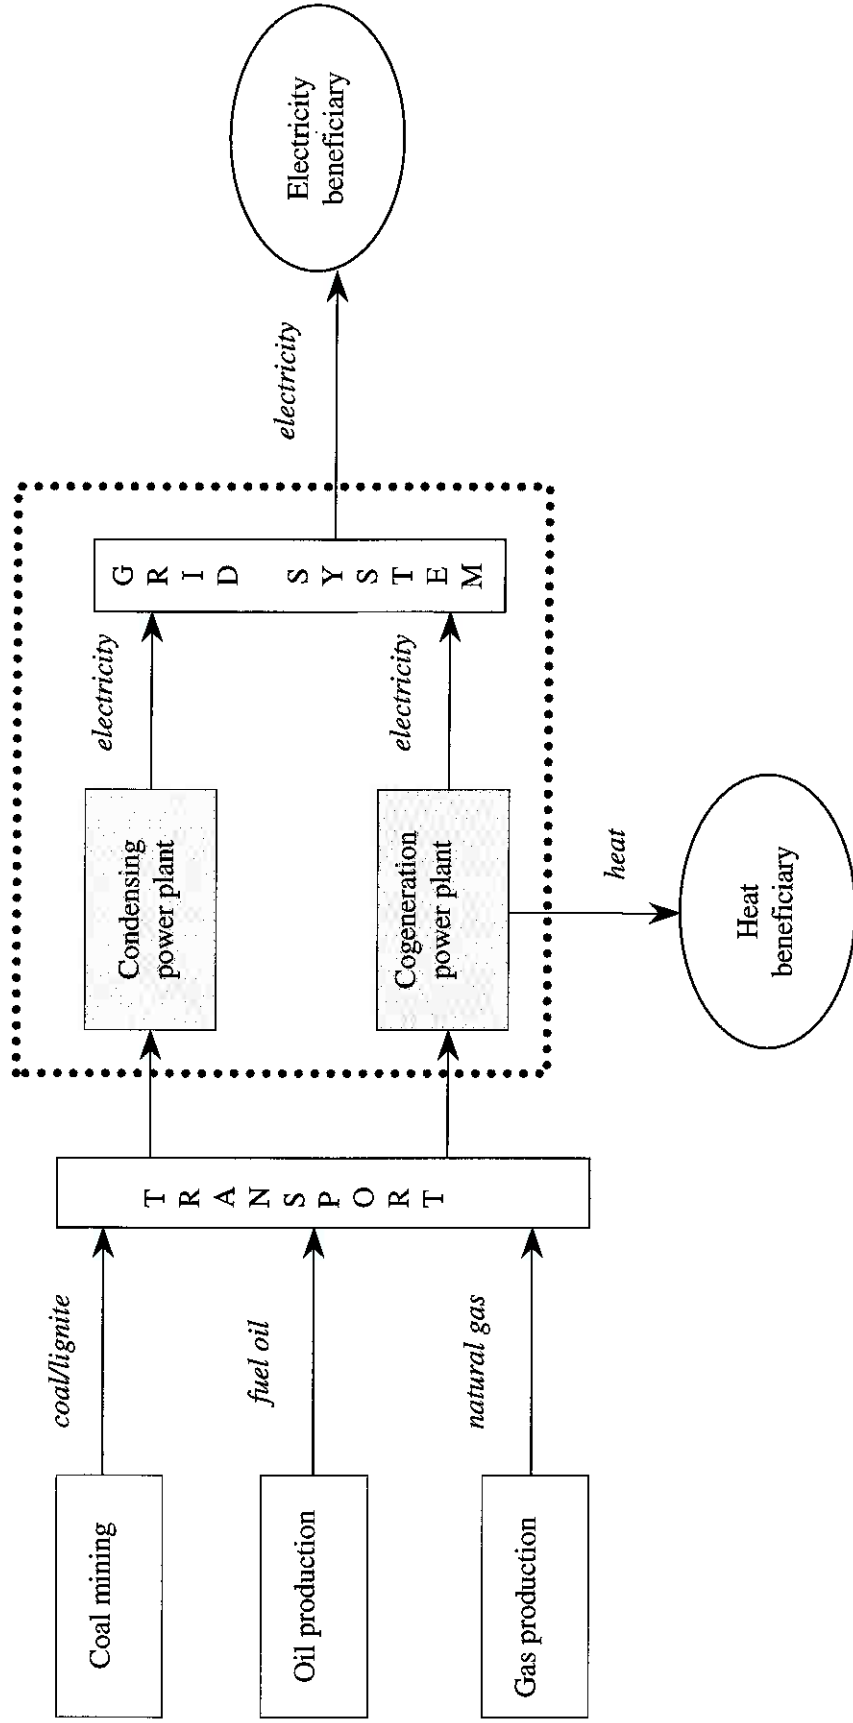 Coal mining
Oil production
Gas production
coal/lignite
fuel oil
natural gas
TRANSPORT
Condensing
power plant
Cogeneration
power plant
electricity
electricity
GRID SYSTEM
heat
Heat
beneficiary
electricity
Electricity
beneficiary